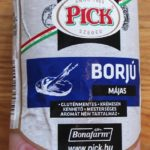 PICK
SZEGED
BORJÚ
MÁJAS
•GLUTÉNMENTES •KRÉMESEN
KENHETŐ •MESTERSÉGES
AROMÁT NEM TARTALMAZ
Bonafarm
www.pick.hu